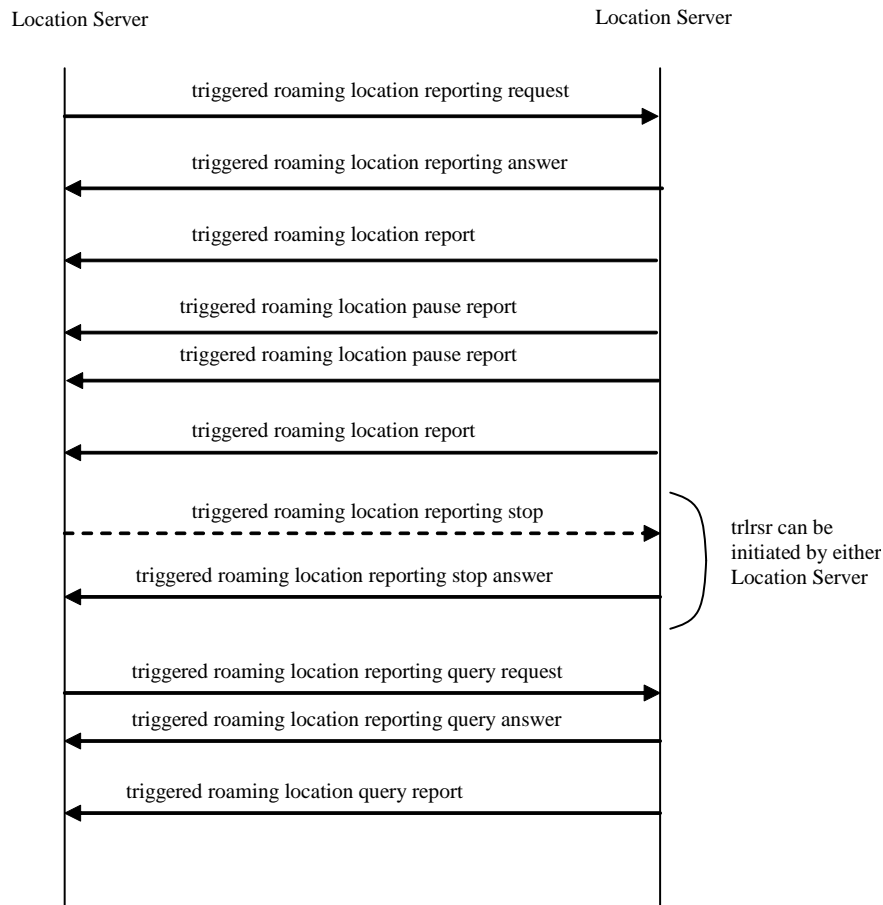 Location Server
Location Server
triggered roaming location reporting request
triggered roaming location reporting answer
triggered roaming location report
triggered roaming location pause report
triggered roaming location pause report
triggered roaming location report
triggered roaming location reporting stop
trlrsr can be
initiated by either
Location Server
triggered roaming location reporting stop answer
triggered roaming location reporting query request
triggered roaming location reporting query answer
triggered roaming location query report